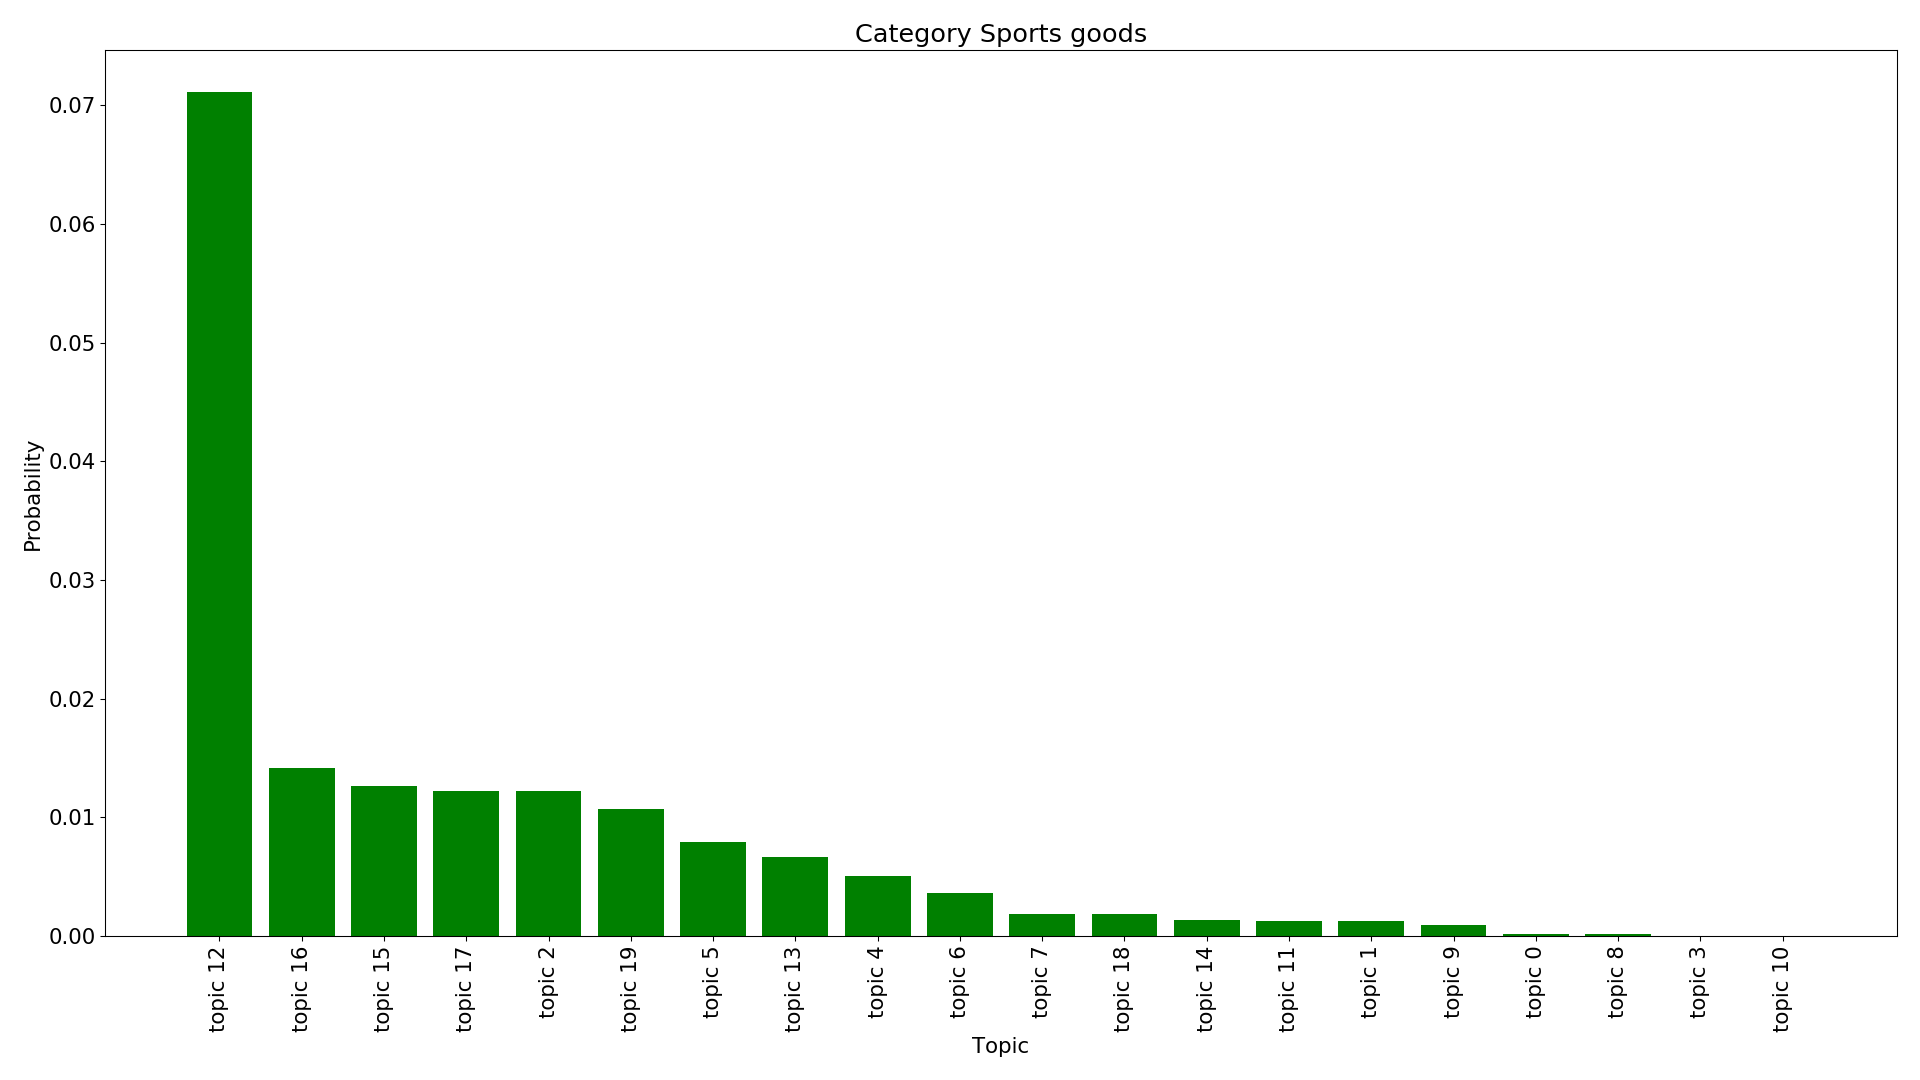 Category Sports goods
Probability
0.07
0.06
0.05
0.04
0.03
0.02
0.01
0.00
topic 12
topic 16
topic 15
topic 17
topic 2
topic 19
topic 5
topic 13
topic 4
topic 6
topic 7
topic 18
topic 14
topic 11
topic 1
topic 9
topic 0
topic 8
topic 3
topic 10
Topic